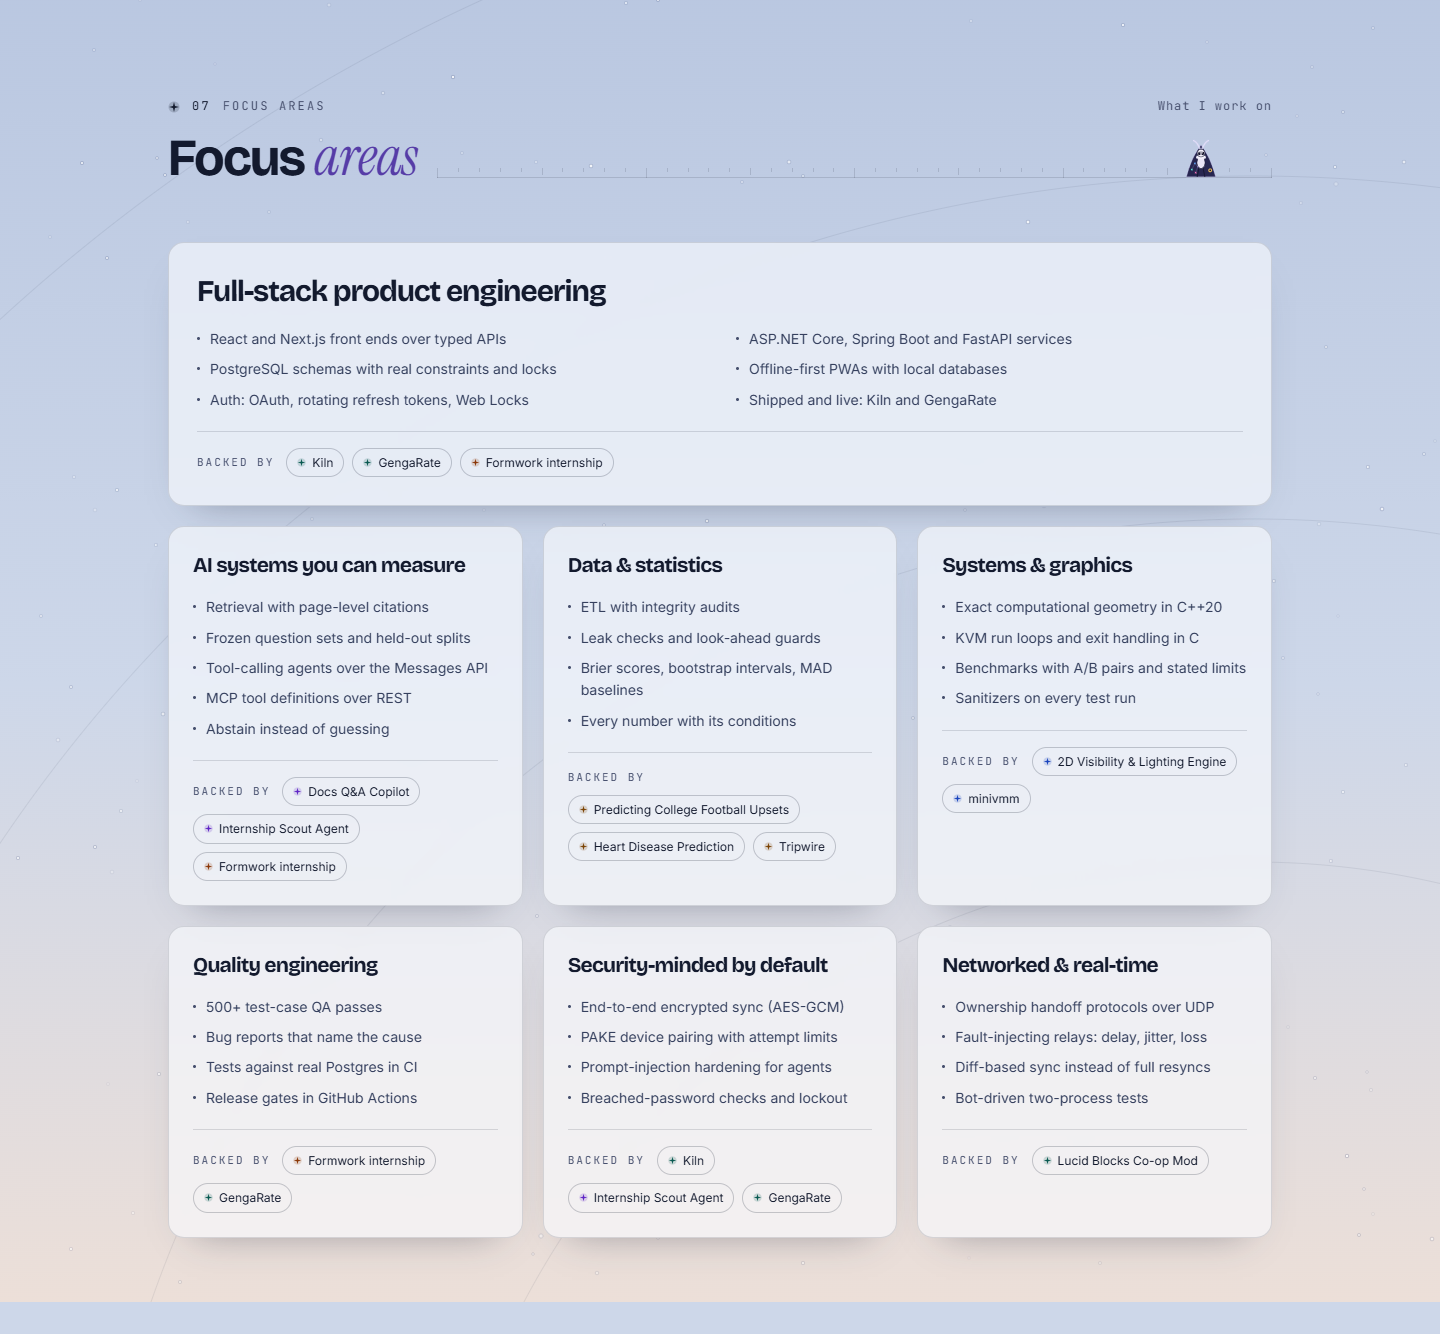 07 FOCUS AREAS
What I work on
Focus areas
Full-stack product engineering
React and Next.js front ends over typed APIs
PostgreSQL schemas with real constraints and locks
Auth: OAuth, rotating refresh tokens, Web Locks
ASP.NET Core, Spring Boot and FastAPI services
Offline-first PWAs with local databases
Shipped and live: Kiln and GengaRate
BACKED BY Kiln GengaRate Formwork internship
AI systems you can measure
Retrieval with page-level citations
Frozen question sets and held-out splits
Tool-calling agents over the Messages API
MCP tool definitions over REST
Abstain instead of guessing
BACKED BY Docs Q&A Copilot
Internship Scout Agent
Formwork internship
Data & statistics
ETL with integrity audits
Leak checks and look-ahead guards
Brier scores, bootstrap intervals, MAD
baselines
Every number with its conditions
BACKED BY
Predicting College Football Upsets
Heart Disease Prediction Tripwire
Systems & graphics
Exact computational geometry in C++20
KVM run loops and exit handling in C
Benchmarks with A/B pairs and stated limits
Sanitizers on every test run
BACKED BY 2D Visibility & Lighting Engine
minivmm
Quality engineering
500+ test-case QA passes
Bug reports that name the cause
Tests against real Postgres in CI
Release gates in GitHub Actions
BACKED BY Formwork internship
GengaRate
Security-minded by default
End-to-end encrypted sync (AES-GCM)
PAKE device pairing with attempt limits
Prompt-injection hardening for agents
Breached-password checks and lockout
BACKED BY Kiln
Internship Scout Agent GengaRate
Networked & real-time
Ownership handoff protocols over UDP
Fault-injecting relays: delay, jitter, loss
Diff-based sync instead of full resyncs
Bot-driven two-process tests
BACKED BY Lucid Blocks Co-op Mod